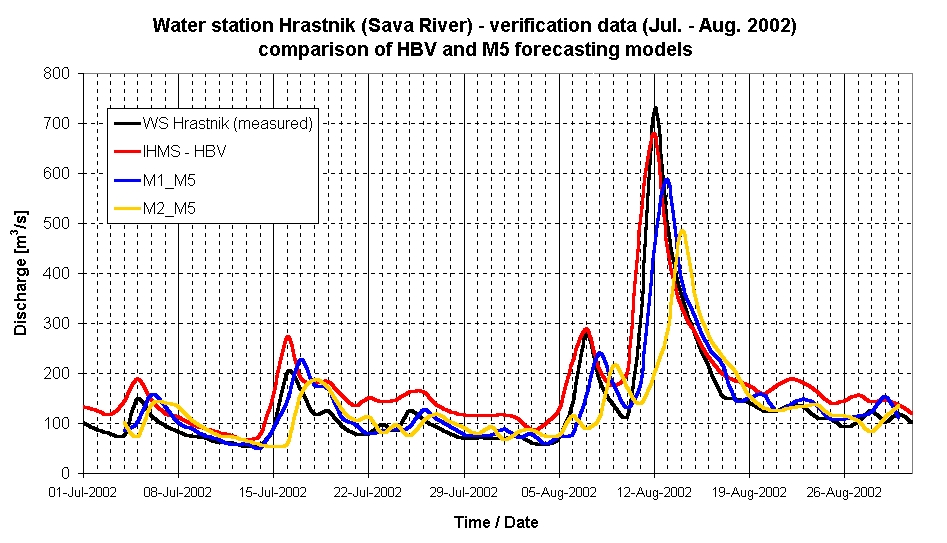 Water station Hrastnik (Sava River) - verification data (Jul. - Aug. 2002)
comparison of HBV and M5 forecasting models
800
700
600
500
400
300
200
100
0
Discharge [m³/s]
WS Hrastnik (measured)
IHMS - HBV
M1_M5
M2_M5
01-Jul-2002 08-Jul-2002 15-Jul-2002 22-Jul-2002 29-Jul-2002 05-Aug-2002 12-Aug-2002 19-Aug-2002 26-Aug-2002
Time / Date